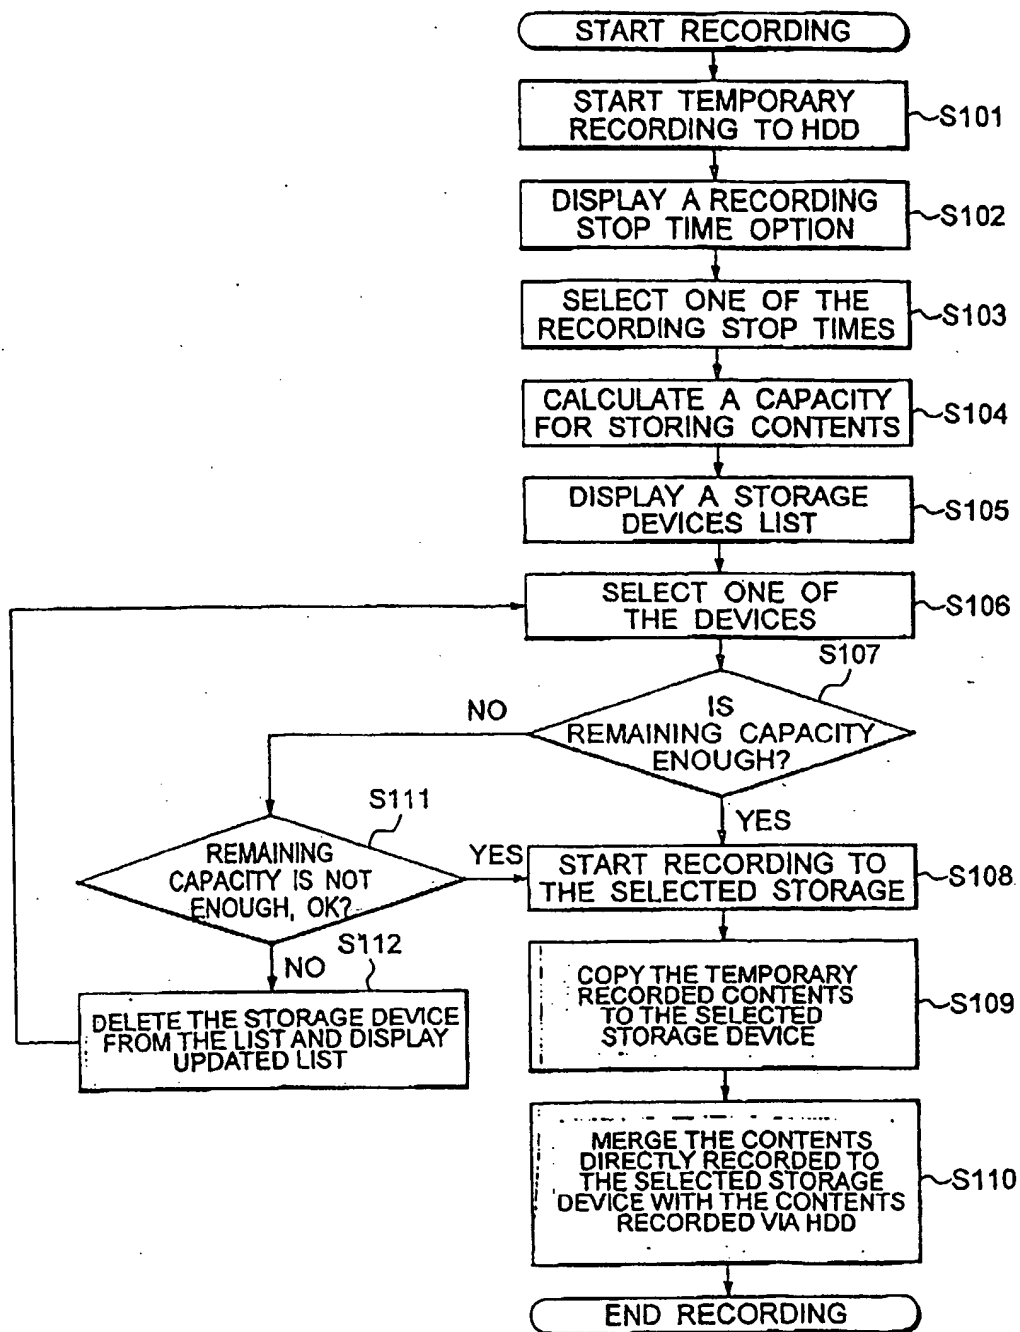 START RECORDING
START TEMPORARY
RECORDING TO HDD
S101
DISPLAY A RECORDING
STOP TIME OPTION
S102
SELECT ONE OF THE
RECORDING STOP TIMES
S103
CALCULATE A CAPACITY
FOR STORING CONTENTS
S104
DISPLAY A STORAGE
DEVICES LIST
S105
SELECT ONE OF
THE DEVICES
S106
S107
IS
REMAINING CAPACITY
ENOUGH?
NO
YES
S111
REMAINING
CAPACITY IS NOT
ENOUGH, OK?
YES
NO
S112
DELETE THE STORAGE DEVICE
FROM THE LIST AND DISPLAY
UPDATED LIST
START RECORDING TO
THE SELECTED STORAGE
S108
COPY THE TEMPORARY
RECORDED CONTENTS
TO THE SELECTED
STORAGE DEVICE
S109
MERGE THE CONTENTS
DIRECTLY RECORDED TO
THE SELECTED STORAGE
DEVICE WITH THE CONTENTS
RECORDED VIA HDD
S110
END RECORDING